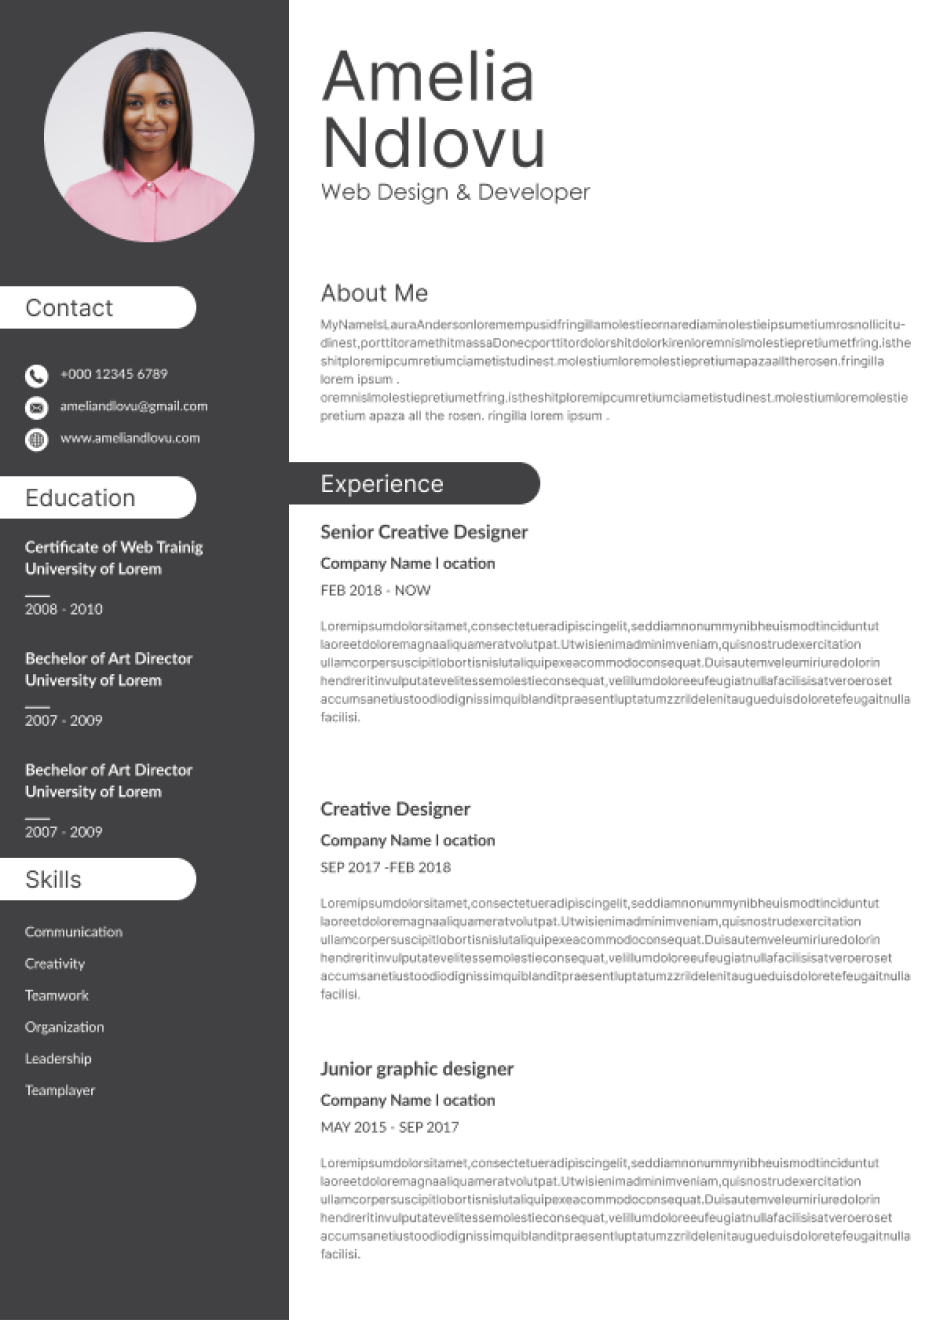 Amelia
Ndlovu
Web Design & Developer
Contact
+000 12345 6789
ameliandlovu@gmail.com
www.ameliandlovu.com
Education
Certificate of Web Trainig
University of Lorem
2008 - 2010
Bechelor of Art Director
University of Lorem
2007 - 2009
Bechelor of Art Director
University of Lorem
2007 - 2009
Skills
Communication
Creativity
Teamwork
Organization
Leadership
Teamplayer
About Me
MyNameIsLauraAndersonloremempusidfringillamolestieornarediaminolestieipsumetiumrosnollicitu-
dinest,porttitoramethitmassaDonecporttitordolorshitdolorkirenloremnislmolestiepretiumetfring.isthe
shitploremipcumretiumciametistudinest.molestiumloremolestiepretiumapazaalltherosen.fringilla
lorem ipsum .
oremnislmolestiepretiumetfring.istheshitploremipcumretiumciametistudinest.molestiumloremolestie
pretium apaza all the rosen. ringilla lorem ipsum .
Experience
Senior Creative Designer
Company Name l ocation
FEB 2018 - NOW
Loremipsumdolorsitamet,consectetueradipiscingelit,seddiamnonummynibheuismodtinciduntut
laoreetdoloremagnaaliquameratvolutpat.Utwisienimadminimveniam,quisnostrudexercitation
ullamcorpersuscipitlobortisnislutaliquipexeacommodoconsequat.Duisautemveleumiriuredolorin
hendreritinvulputatevelitessemolestieconsequat,velillumdoloreeufeugiatnullafacilisisatveroeroset
accumsanetiustoodiodignissimquiblanditpraesentluptatumzzrildelenitaugueduisdoloretefeugaitnulla
facilisi.
Creative Designer
Company Name l ocation
SEP 2017 -FEB 2018
Loremipsumdolorsitamet,consectetueradipiscingelit,seddiamnonummynibheuismodtinciduntut
laoreetdoloremagnaaliquameratvolutpat.Utwisienimadminimveniam,quisnostrudexercitation
ullamcorpersuscipitlobortisnislutaliquipexeacommodoconsequat.Duisautemveleumiriuredolorin
hendreritinvulputatevelitessemolestieconsequat,velillumdoloreeufeugiatnullafacilisisatveroeroset
accumsanetiustoodiodignissimquiblanditpraesentluptatumzzrildelenitaugueduisdoloretefeugaitnulla
facilisi.
Junior graphic designer
Company Name l ocation
MAY 2015 - SEP 2017
Loremipsumdolorsitamet,consectetueradipiscingelit,seddiamnonummynibheuismodtinciduntut
laoreetdoloremagnaaliquameratvolutpat.Utwisienimadminimveniam,quisnostrudexercitation
ullamcorpersuscipitlobortisnislutaliquipexeacommodoconsequat.Duisautemveleumiriuredolorin
hendreritinvulputatevelitessemolestieconsequat,velillumdoloreeufeugiatnullafacilisisatveroeroset
accumsanetiustoodiodignissimquiblanditpraesentluptatumzzrildelenitaugueduisdoloretefeugaitnulla
facilisi.